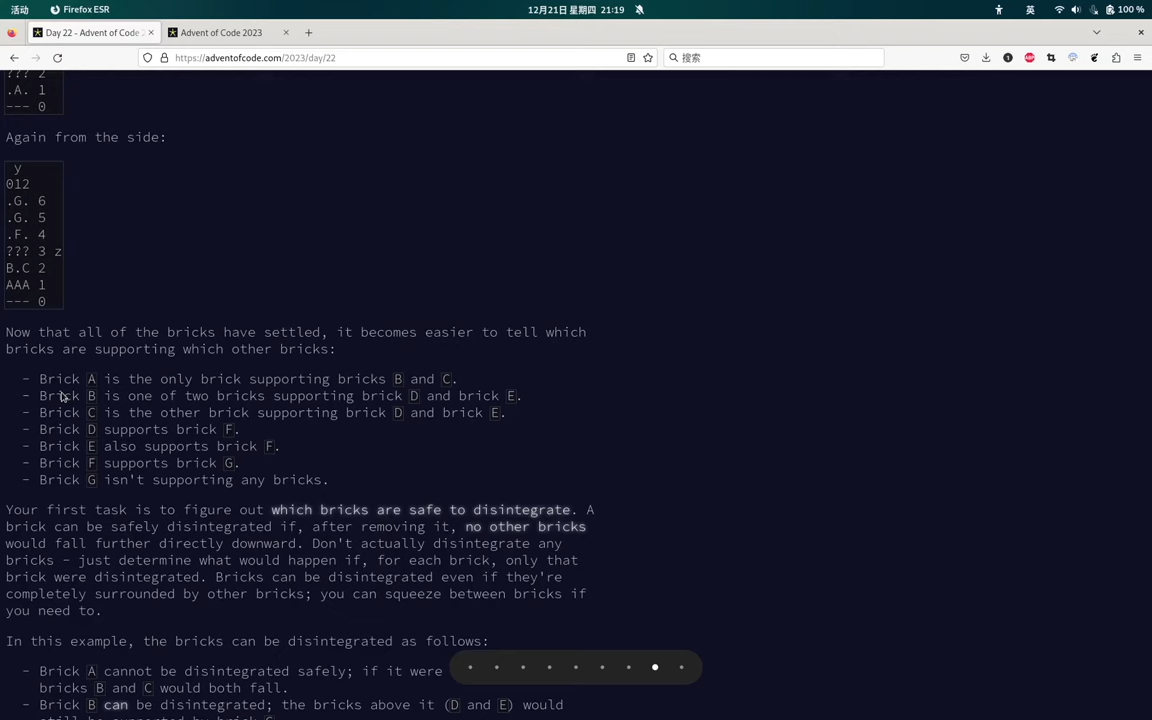 活动
Firefox ESR
12月21日 星期四 21:19
英
100 %
Day 22 - Advent of Code 2
Advent of Code 2023
https://adventofcode.com/2023/day/22
搜索
??? 2
.A. 1
--- 0
Again from the side:
y
012
.G. 6
.G. 5
.F. 4
??? 3 z
B.C 2
AAA 1
--- 0
Now that all of the bricks have settled, it becomes easier to tell which
bricks are supporting which other bricks:
- Brick A is the only brick supporting bricks B and C.
- Brick B is one of two bricks supporting brick D and brick E.
- Brick C is the other brick supporting brick D and brick E.
- Brick D supports brick F.
- Brick E also supports brick F.
- Brick F supports brick G.
- Brick G isn't supporting any bricks.
Your first task is to figure out which bricks are safe to disintegrate. A
brick can be safely disintegrated if, after removing it, no other bricks
would fall further directly downward. Don't actually disintegrate any
bricks - just determine what would happen if, for each brick, only that
brick were disintegrated. Bricks can be disintegrated even if they're
completely surrounded by other bricks; you can squeeze between bricks if
you need to.
In this example, the bricks can be disintegrated as follows:
- Brick A cannot be disintegrated safely; if it were
bricks B and C would both fall.
- Brick B can be disintegrated; the bricks above it (D and E) would
still be supported by brick C.